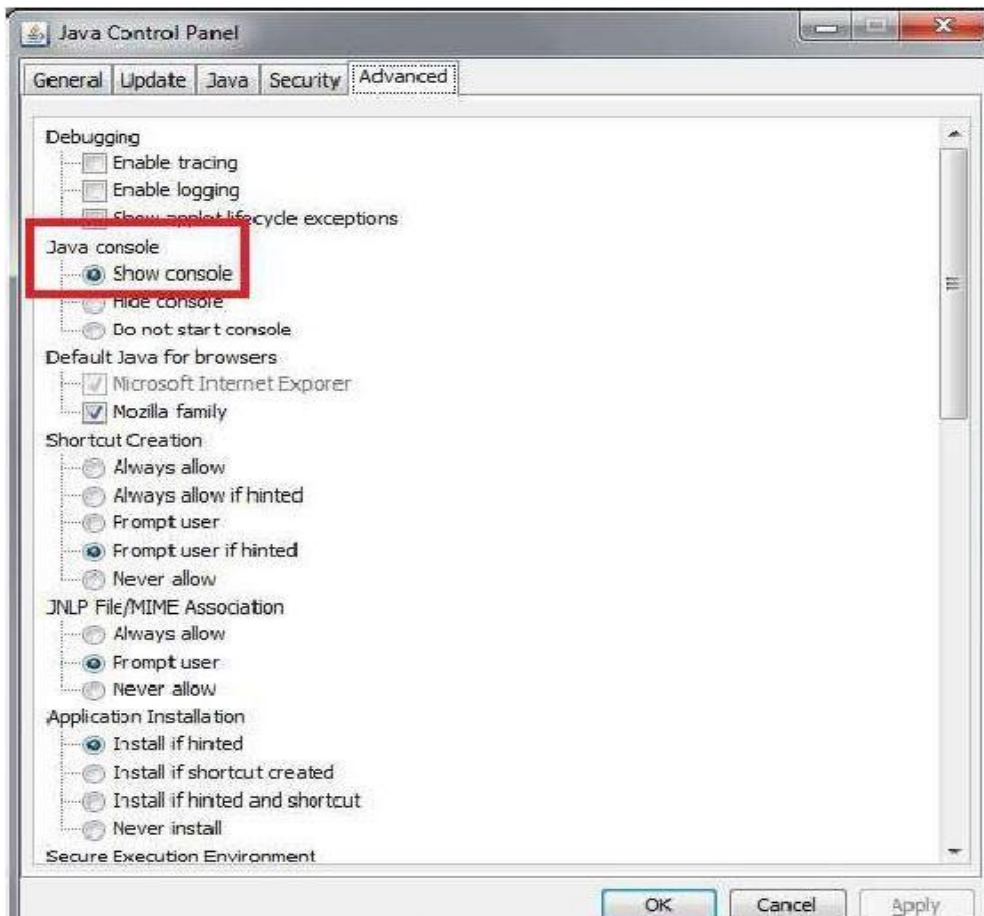 Java Control Panel
General Update Java Security Advanced
Debugging
Enable tracing
Enable logging
Show applet lifecycle exceptions
Java console
Show console
Hide console
Do not start console
Default Java for browsers
Microsoft Internet Exporer
Mozilla family
Shortcut Creation
Always allow
Always allow if hinted
Prompt user
Prompt user if hinted
Never allow
JNLP File/MIME Association
Always allow
Prompt user
Never allow
Application Installation
Install if hinted
Install if shortcut created
Install if hinted and shortcut
Never install
Secure Execution Environment
OK Cancel Apply